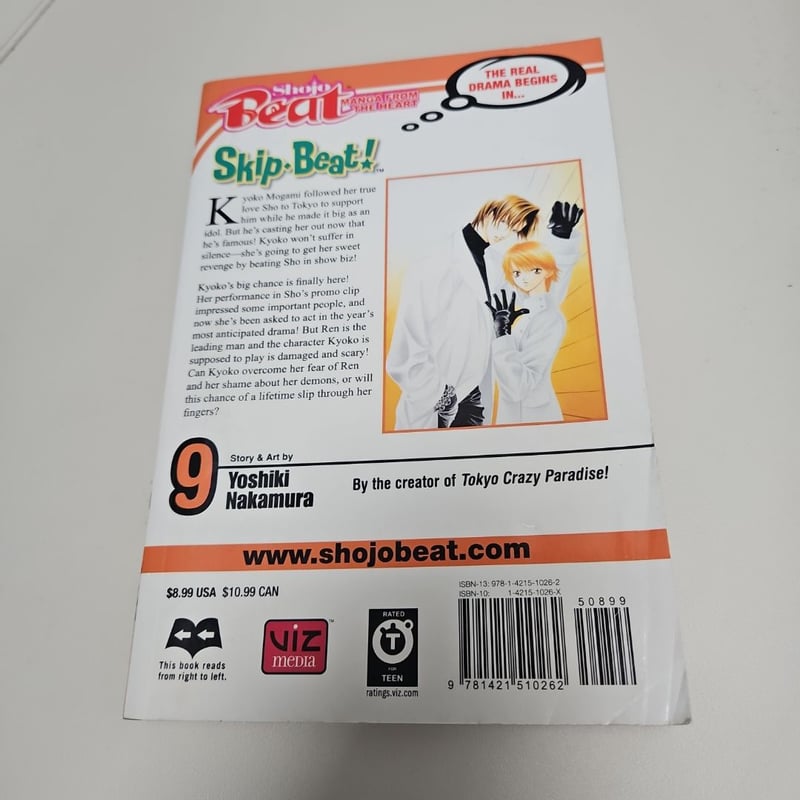 Shojo
Beat
MANGA FROM
THE HEART
THE REAL
DRAMA BEGINS
IN...
Skip·Beat!™
Kyoko Mogami followed her true
love Sho to Tokyo to support
him while he made it big as an
idol. But he's casting her out now that
he's famous! Kyoko won't suffer in
silence—she's going to get her sweet
revenge by beating Sho in show biz!
Kyoko's big chance is finally here!
Her performance in Sho's promo clip
impressed some important people, and
now she's been asked to act in the year's
most anticipated drama! But Ren is the
leading man and the character Kyoko is
supposed to play is damaged and scary!
Can Kyoko overcome her fear of Ren
and her shame about her demons, or will
this chance of a lifetime slip through her
fingers?
9
Story & Art by
Yoshiki
Nakamura
By the creator of Tokyo Crazy Paradise!
www.shojobeat.com
$8.99 USA $10.99 CAN
This book reads
from right to left.
VIZ
MEDIA
™
RATED
T
FOR
TEEN
ratings.viz.com
ISBN-13: 978-1-4215-1026-2
ISBN-10: 1-4215-1026-X
50899
9 781421 510262